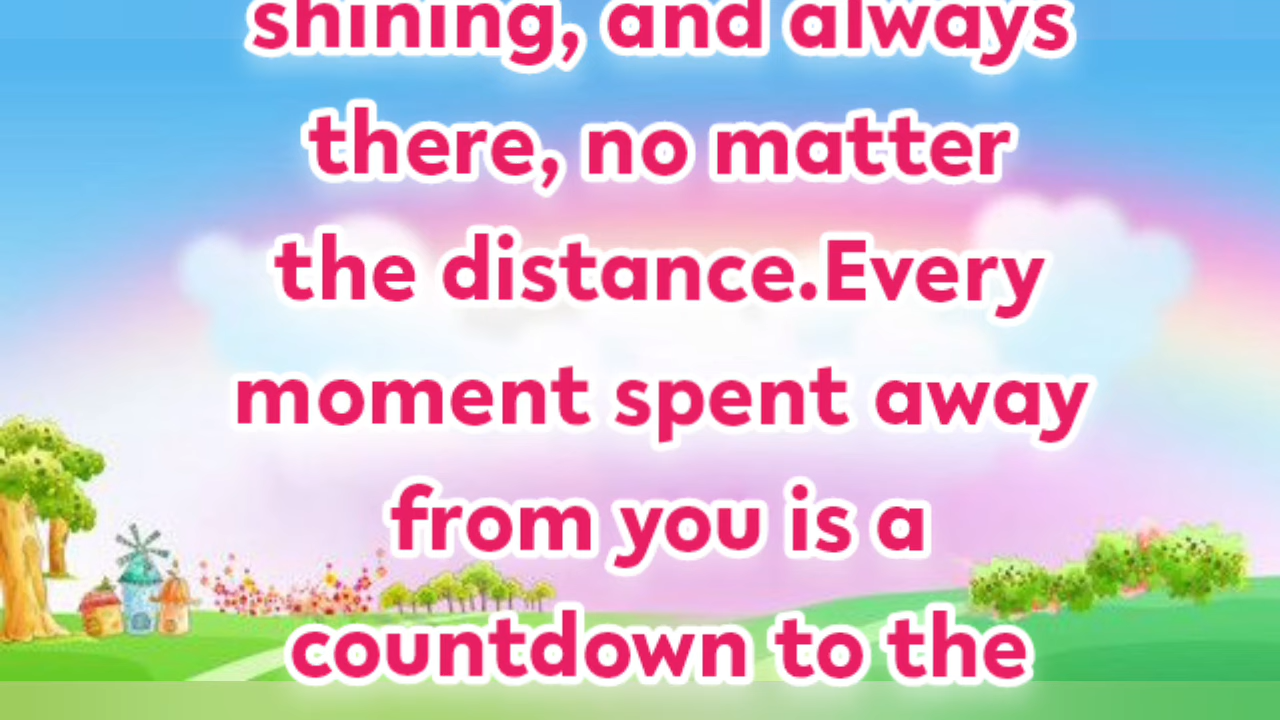 shining, and always
there, no matter
the distance.Every
moment spent away
from you is a
countdown to the